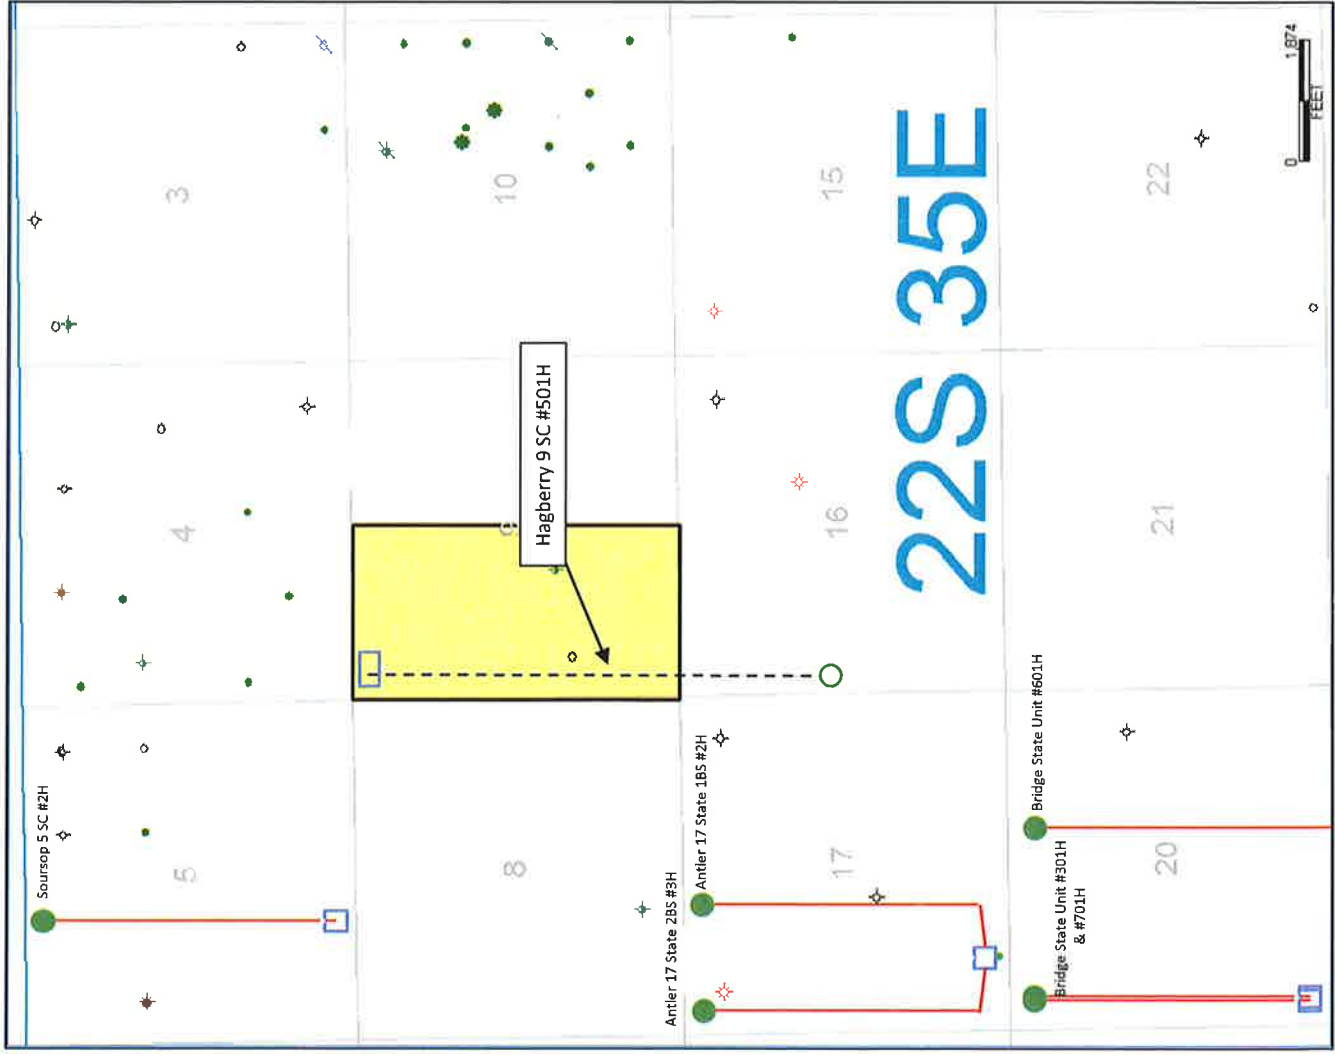 3
10
15
22
0
1,874
FEET
Hagberry 9 SC #501H
22S 35E
4
16
21
Soursop 5 SC #2H
5
8
Antler 17 State 2BS #3H
Antler 17 State 1BS #2H
17
Bridge State Unit #601H
Bridge State Unit #301H
& #701H
20